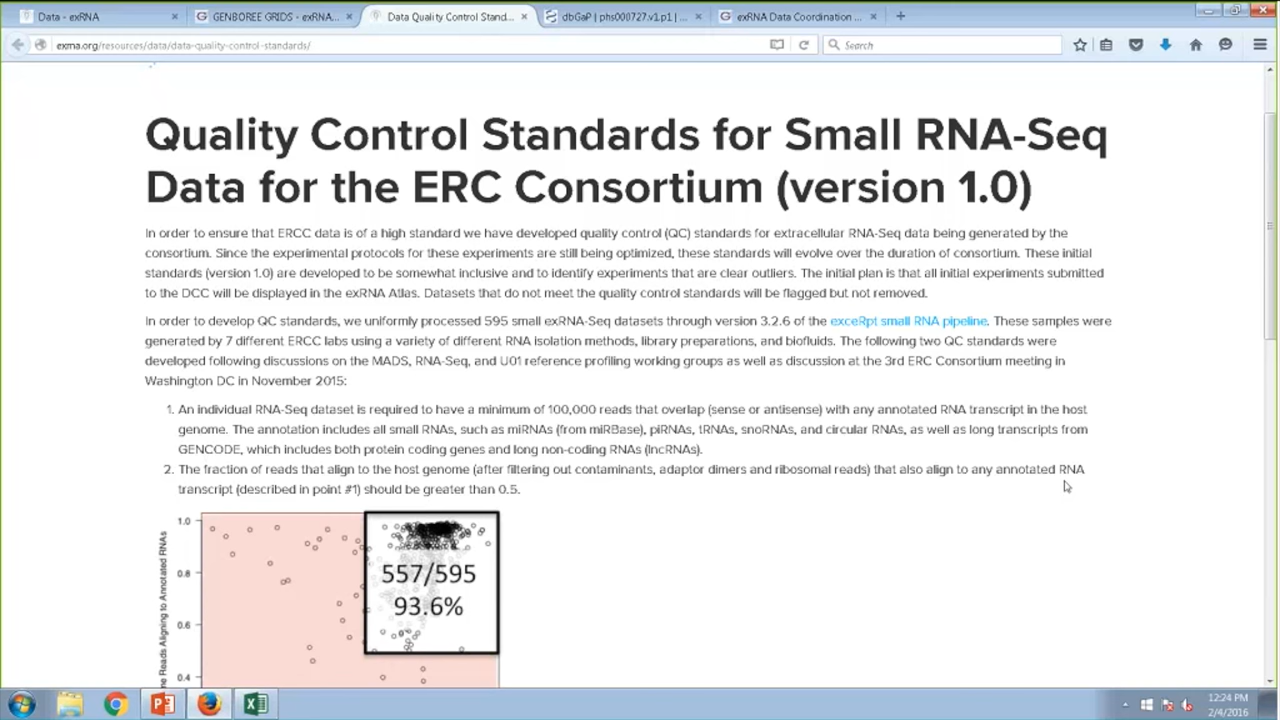 Data - exRNA
GENBOREE GRIDS - exRNA...
Data Quality Control Stand...
dbGaP | phs000727.v1.p1 | ...
exRNA Data Coordination ...
exrna.org/resources/data/data-quality-control-standards/
Search
Quality Control Standards for Small RNA-Seq
Data for the ERC Consortium (version 1.0)
In order to ensure that ERCC data is of a high standard we have developed quality control (QC) standards for extracellular RNA-Seq data being generated by the
consortium. Since the experimental protocols for these experiments are still being optimized, these standards will evolve over the duration of consortium. These initial
standards (version 1.0) are developed to be somewhat inclusive and to identify experiments that are clear outliers. The initial plan is that all initial experiments submitted
to the DCC will be displayed in the exRNA Atlas. Datasets that do not meet the quality control standards will be flagged but not removed.
In order to develop QC standards, we uniformly processed 595 small exRNA-Seq datasets through version 3.2.6 of the exceRpt small RNA pipeline. These samples were
generated by 7 different ERCC labs using a variety of different RNA isolation methods, library preparations, and biofluids. The following two QC standards were
developed following discussions on the MADS, RNA-Seq, and U01 reference profiling working groups as well as discussion at the 3rd ERC Consortium meeting in
Washington DC in November 2015:
1. An individual RNA-Seq dataset is required to have a minimum of 100,000 reads that overlap (sense or antisense) with any annotated RNA transcript in the host
genome. The annotation includes all small RNAs, such as miRNAs (from miRBase), piRNAs, tRNAs, snoRNAs, and circular RNAs, as well as long transcripts from
GENCODE, which includes both protein coding genes and long non-coding RNAs (lncRNAs).
2. The fraction of reads that align to the host genome (after filtering out contaminants, adaptor dimers and ribosomal reads) that also align to any annotated RNA
transcript (described in point #1) should be greater than 0.5.
1.0
0.8
0.6
0.4
ne Reads Aligning to Annotated RNAs
557/595
93.6%
12:24 PM
2/4/2016